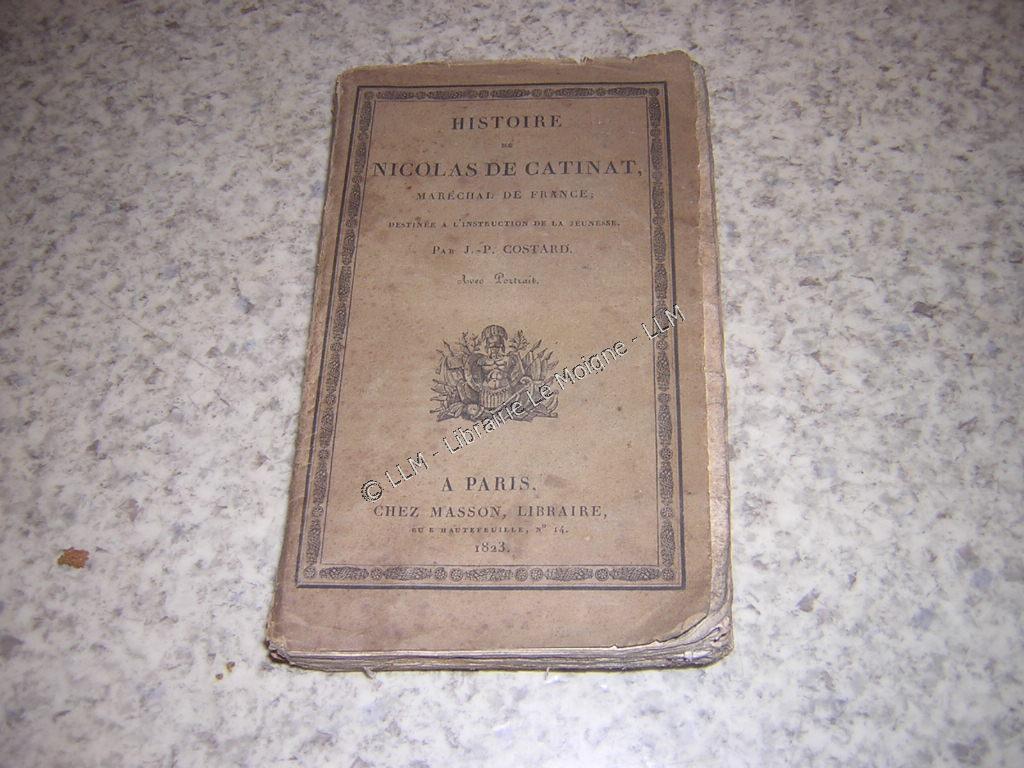 HISTOIRE
DE
NICOLAS DE CATINAT,
MARÉCHAL DE FRANCE;
DESTINÉE A L'INSTRUCTION DE LA JEUNESSE.
PAR J.-P. COSTARD.
Avec Portrait.
© LLM - Librairie Le Moigne - LLM
A PARIS,
CHEZ MASSON, LIBRAIRE,
RUE HAUTEFEUILLE, N° 14.
1823.